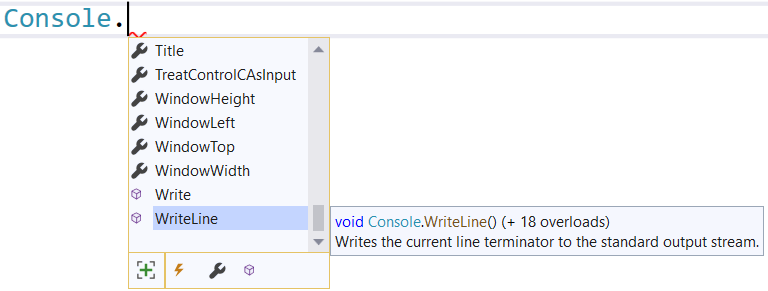 Console.
Title
TreatControlCAsInput
WindowHeight
WindowLeft
WindowTop
WindowWidth
Write
WriteLine
void Console.WriteLine() (+ 18 overloads)
Writes the current line terminator to the standard output stream.